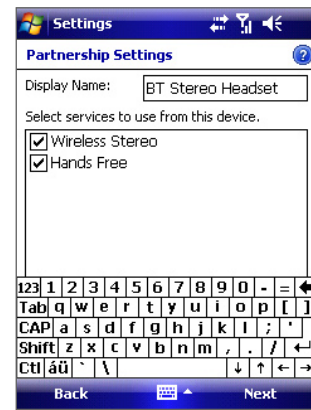 Settings
Partnership Settings
?
Display Name: BT Stereo Headset
Select services to use from this device.
Wireless Stereo
Hands Free
123 1 2 3 4 5 6 7 8 9 0 - =
Tab q w e r t y u i o p [ ]
CAP a s d f g h j k l ; '
Shift z x c v b n m , . /
Ctl áü ` \
Back Next